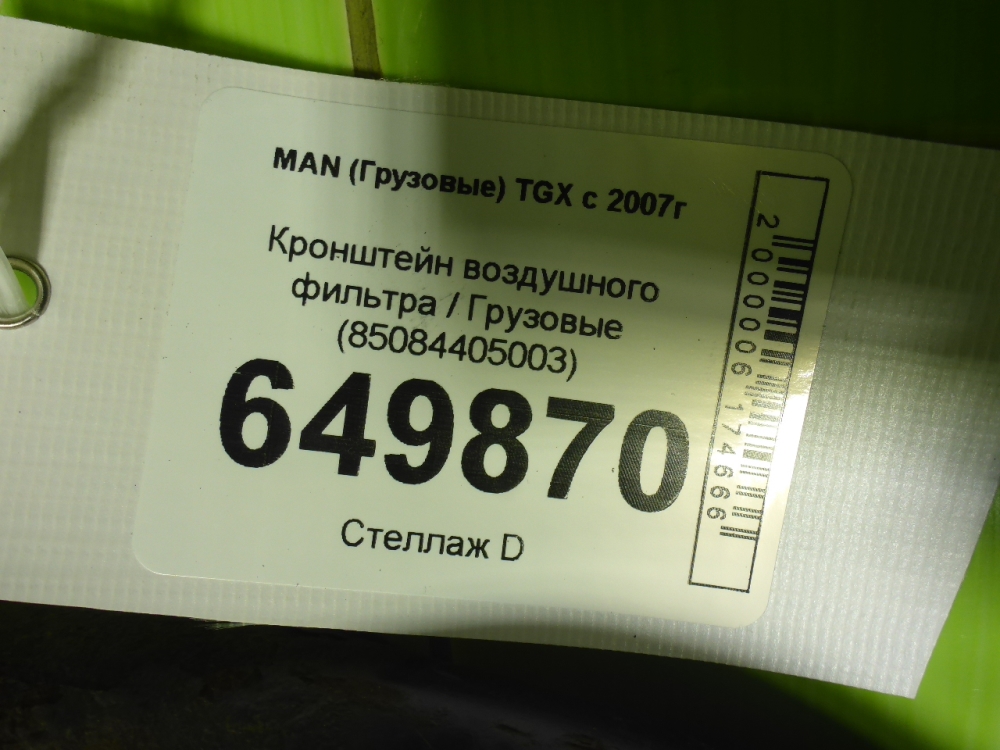 MAN (Грузовые) TGX с 2007г
Кронштейн воздушного
фильтра / Грузовые
(85084405003)
649870
Стеллаж D
2000006174666